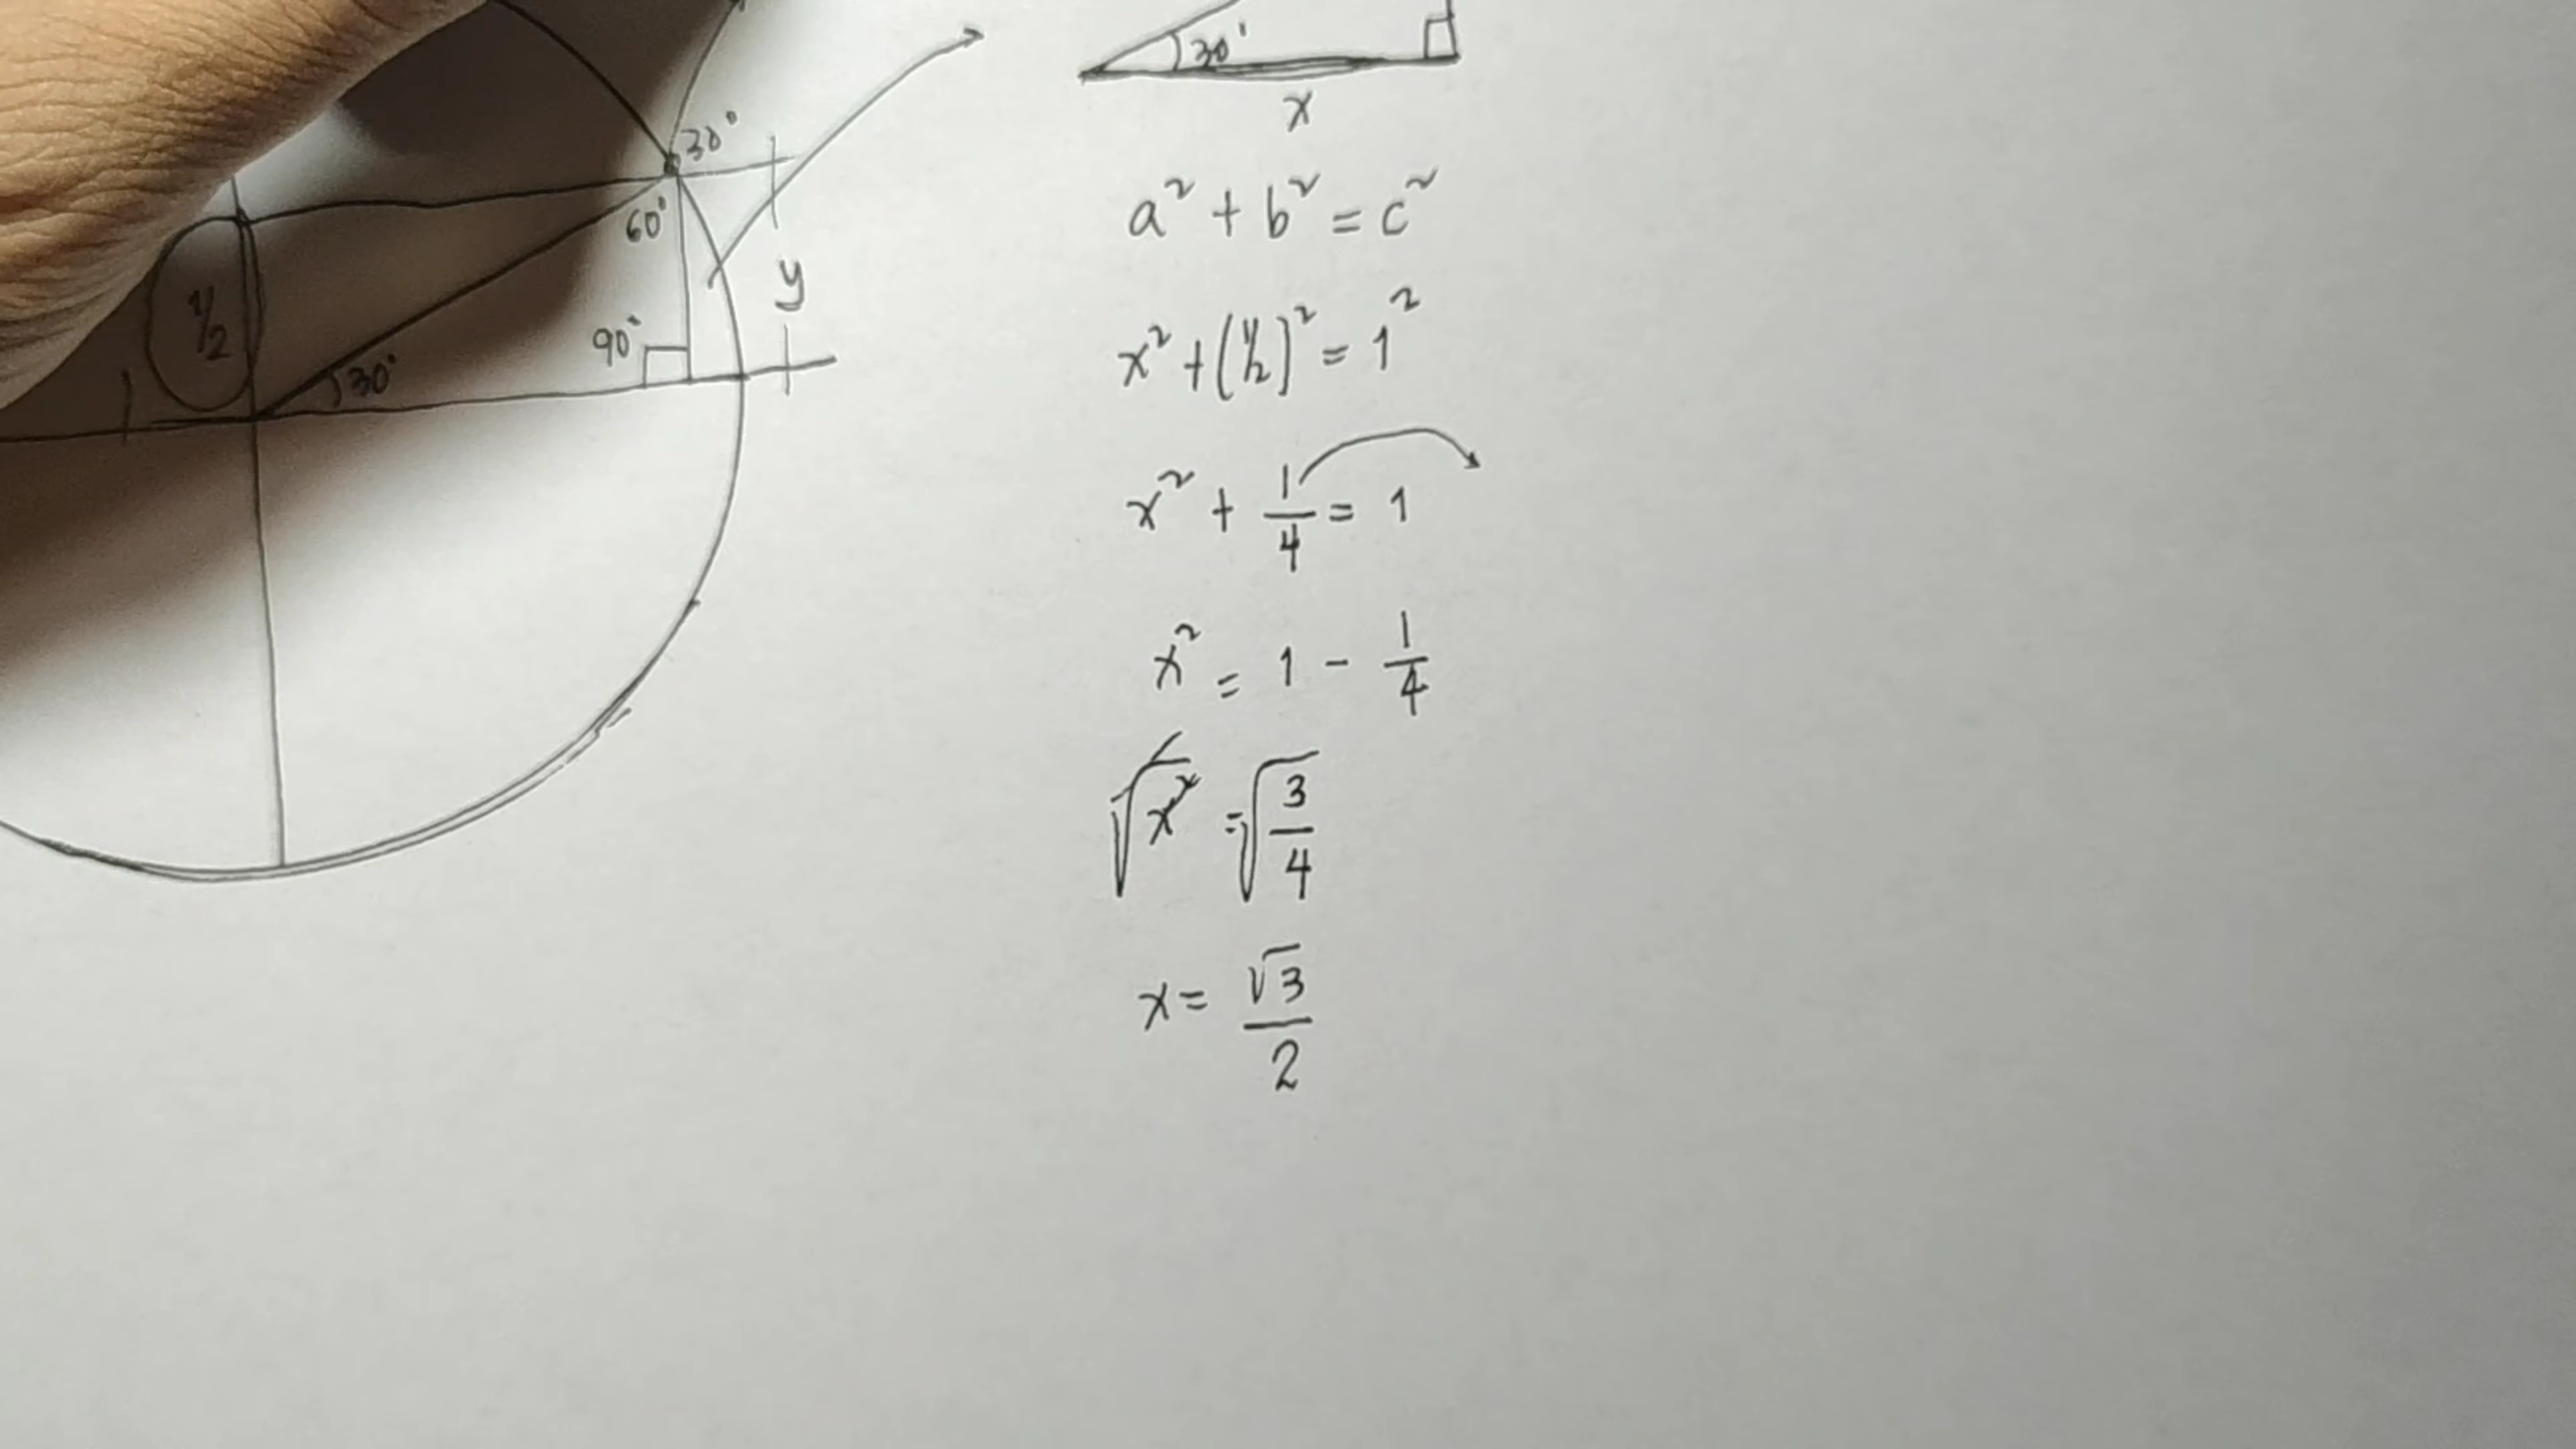 30°
60°
1/2
30°
90°
y
30°
x
a² + b² = c²
x² + (1/2)² = 1²
x² + 1/4 = 1
x² = 1 - 1/4
√x² = √3/4
x = √3/2